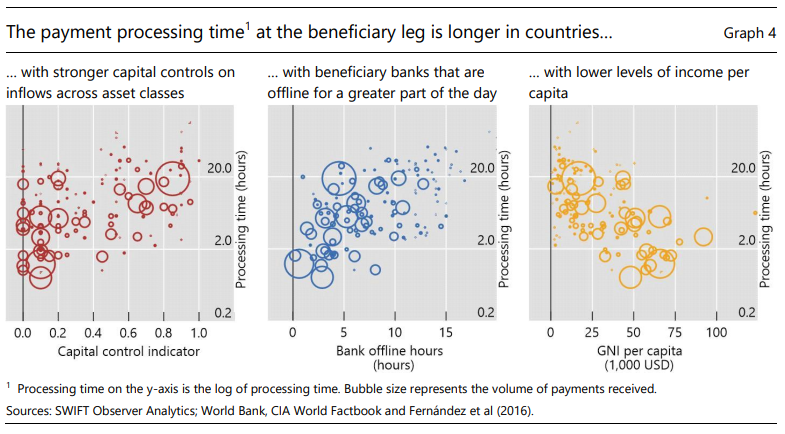 The payment processing time1 at the beneficiary leg is longer in countries… Graph 4
… with stronger capital controls on inflows across asset classes
… with beneficiary banks that are offline for a greater part of the day
… with lower levels of income per capita
20.0
2.0
0.2
Processing time (hours)
0.0 0.2 0.4 0.6 0.8 1.0
Capital control indicator
20.0
2.0
0.2
Processing time (hours)
0 5 10 15
Bank offline hours
(hours)
20.0
2.0
0.2
Processing time (hours)
0 25 50 75 100
GNI per capita
(1,000 USD)
1 Processing time on the y-axis is the log of processing time. Bubble size represents the volume of payments received.
Sources: SWIFT Observer Analytics; World Bank, CIA World Factbook and Fernández et al (2016).